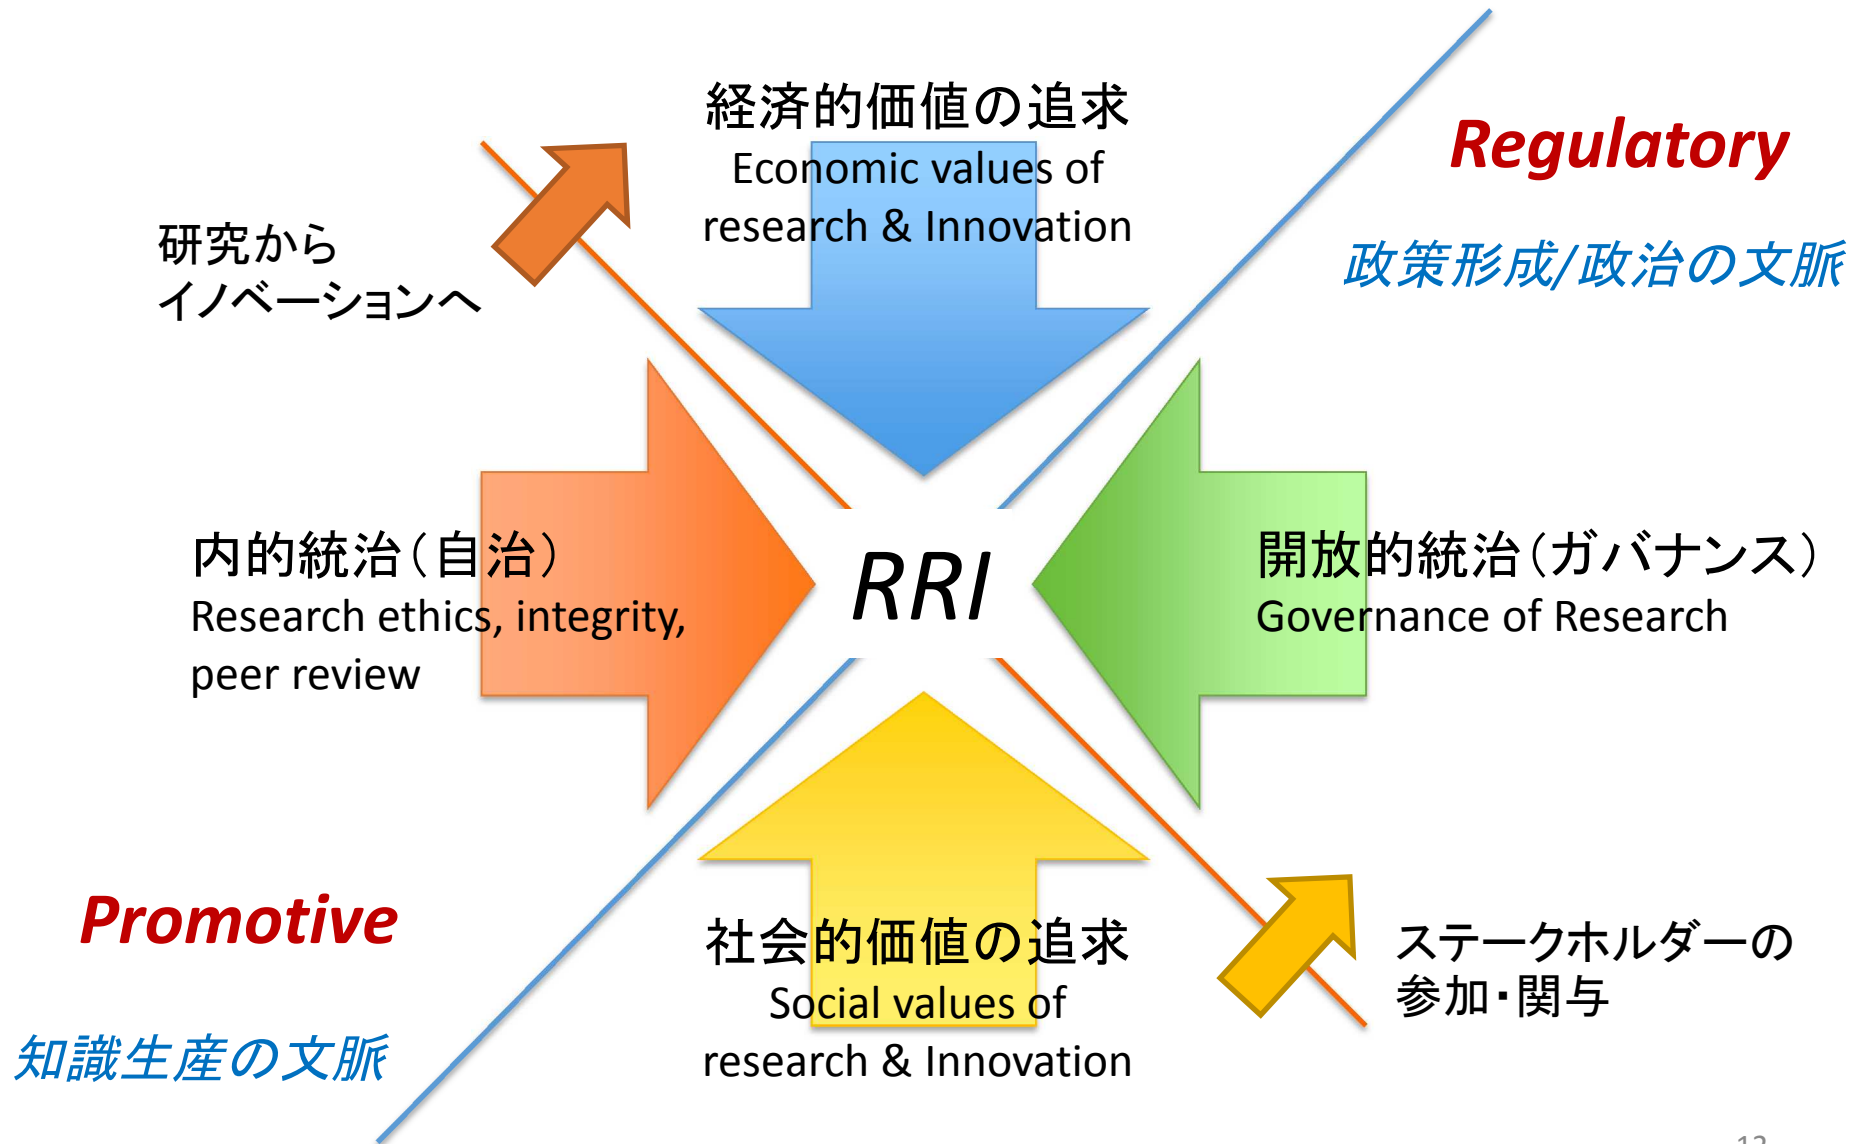 経済的価値の追求
Economic values of
research & Innovation
Regulatory
政策形成/政治の文脈
研究から
イノベーションへ
内的統治（自治）
Research ethics, integrity,
peer review
RRI
開放的統治（ガバナンス）
Governance of Research
Promotive
知識生産の文脈
社会的価値の追求
Social values of
research & Innovation
ステークホルダーの
参加・関与